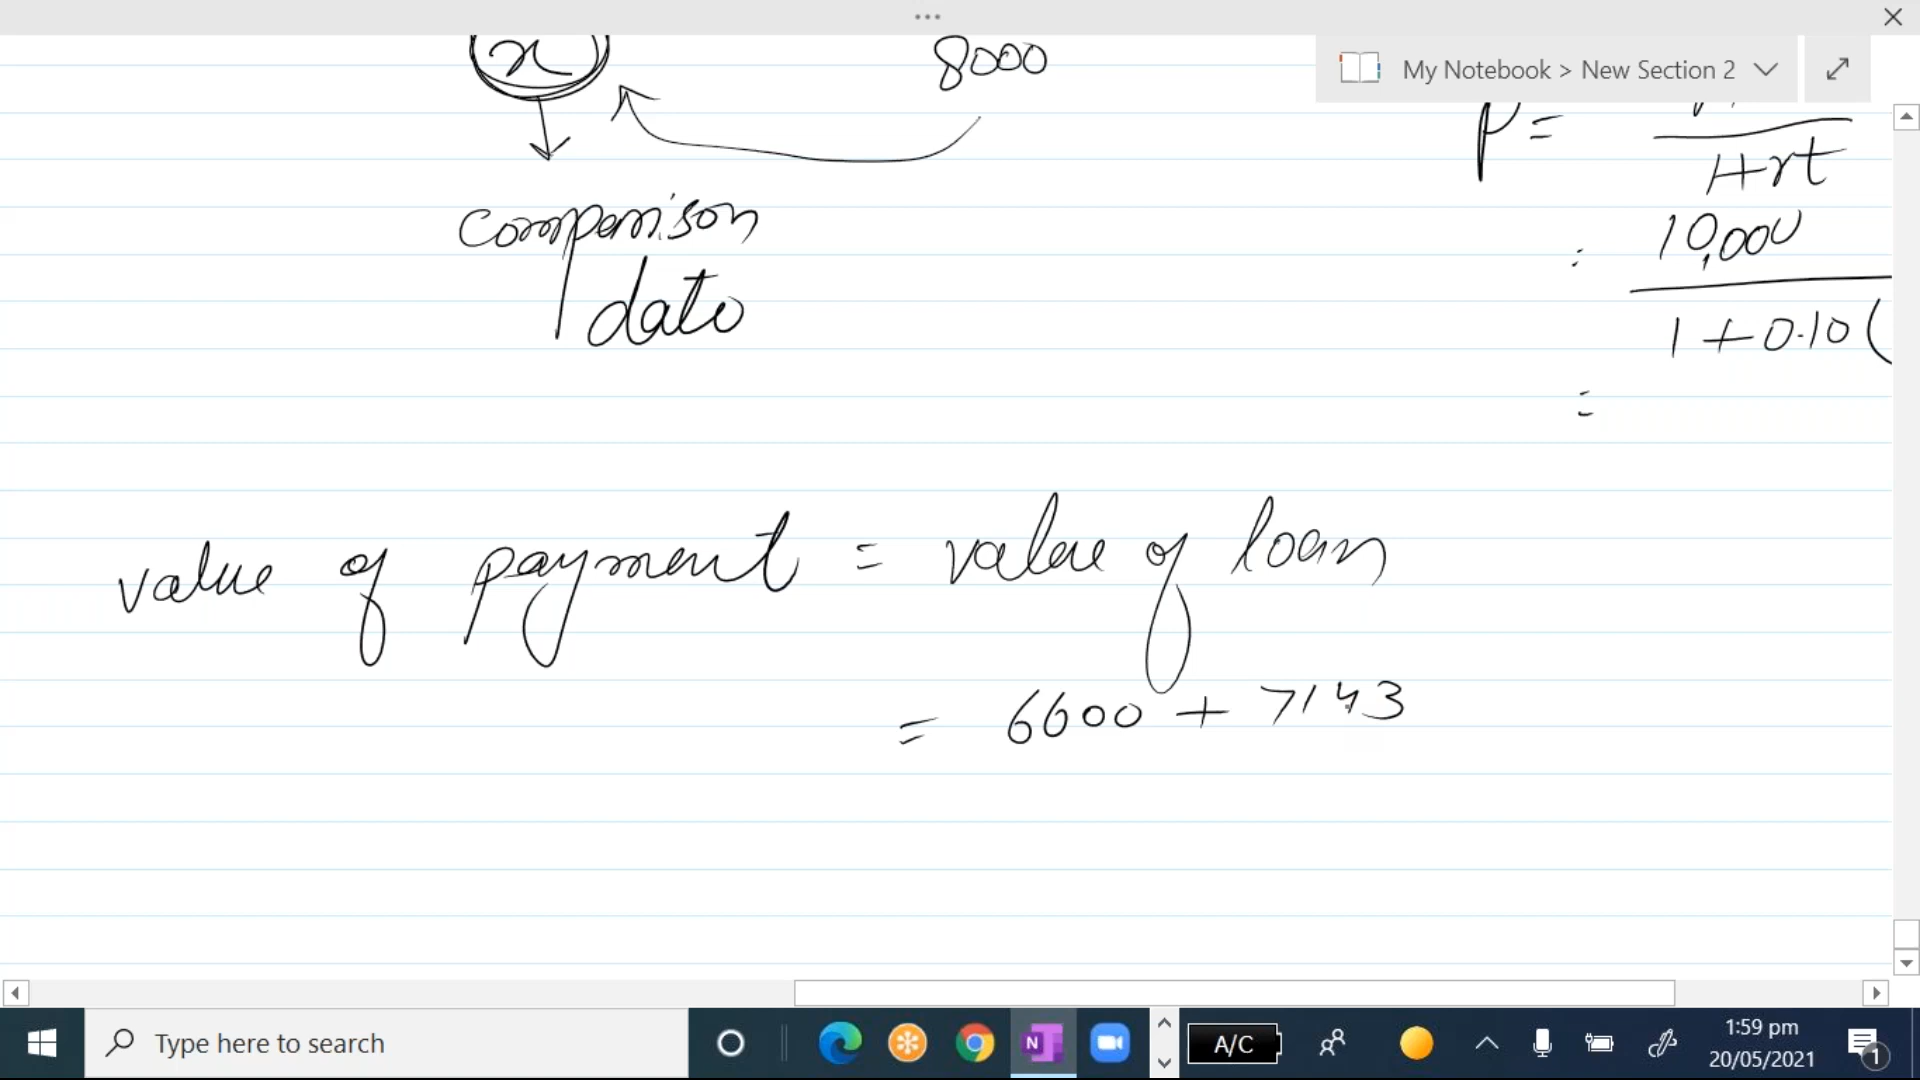 My Notebook > New Section 2
x
8000
P =
1+rt
comparison
date
= 10,000
1 + 0.10 (
=
value of payment = value of loan
= 6600 + 7143
Type here to search
A/C
1:59 pm
20/05/2021
1